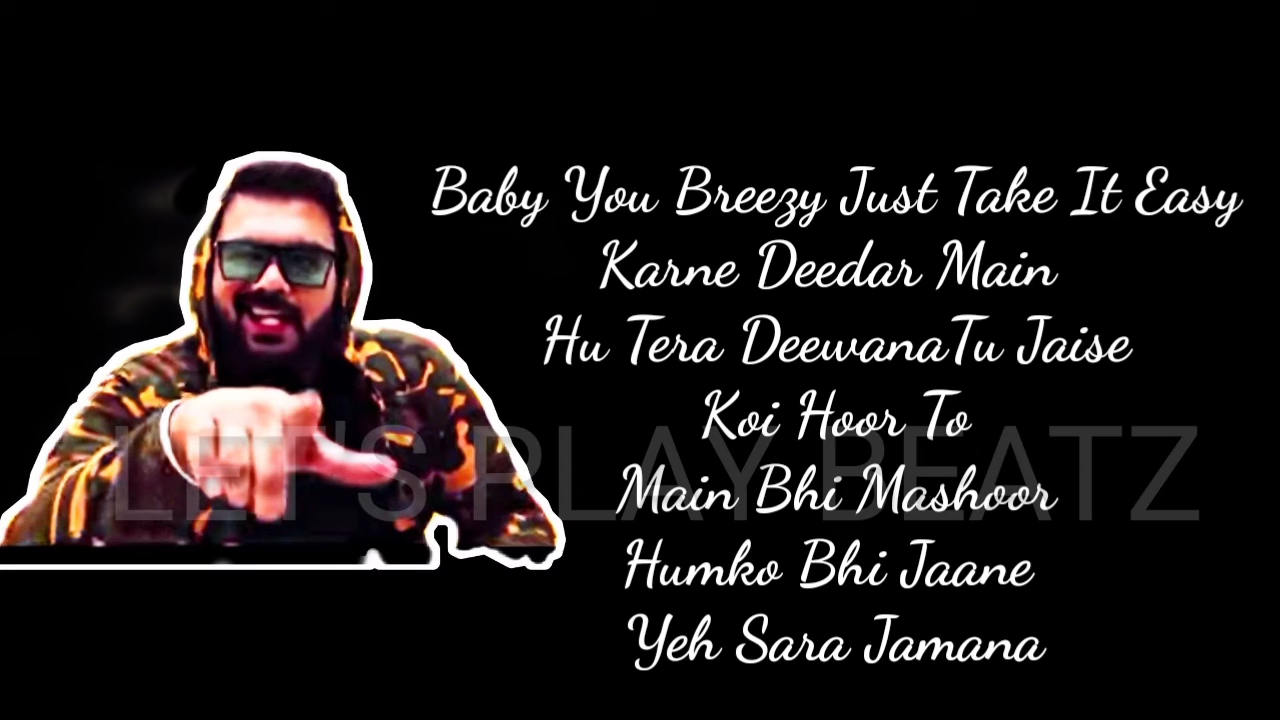 Baby You Breezy Just Take It Easy
Karne Deedar Main
Hu Tera DeewanaTu Jaise
Koi Hoor To
LET'S PLAY BEATZ
Main Bhi Mashoor
Humko Bhi Jaane
Yeh Sara Jamana